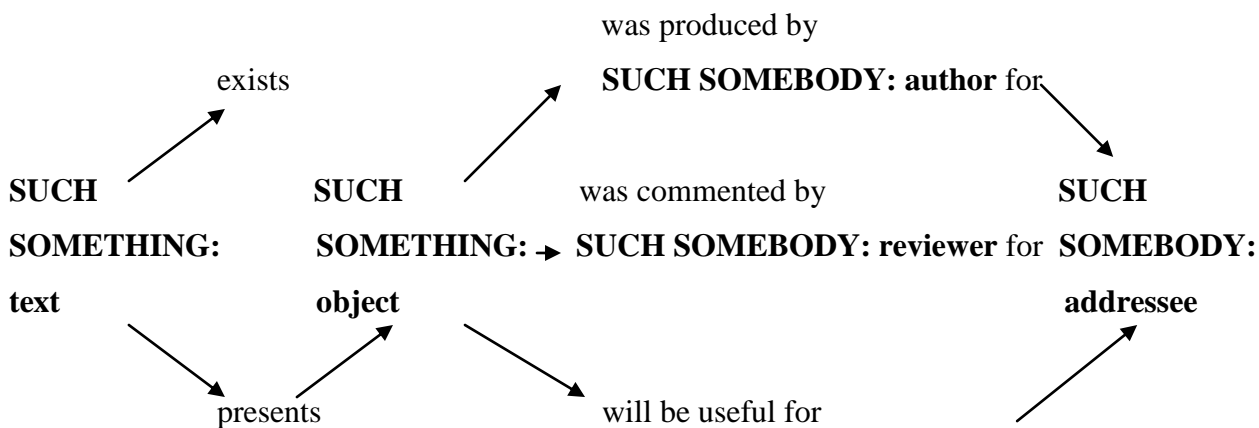 was produced by
exists SUCH SOMEBODY: author for
SUCH SUCH was commented by SUCH
SOMETHING: SOMETHING: SUCH SOMEBODY: reviewer for SOMEBODY:
text object addressee
presents will be useful for